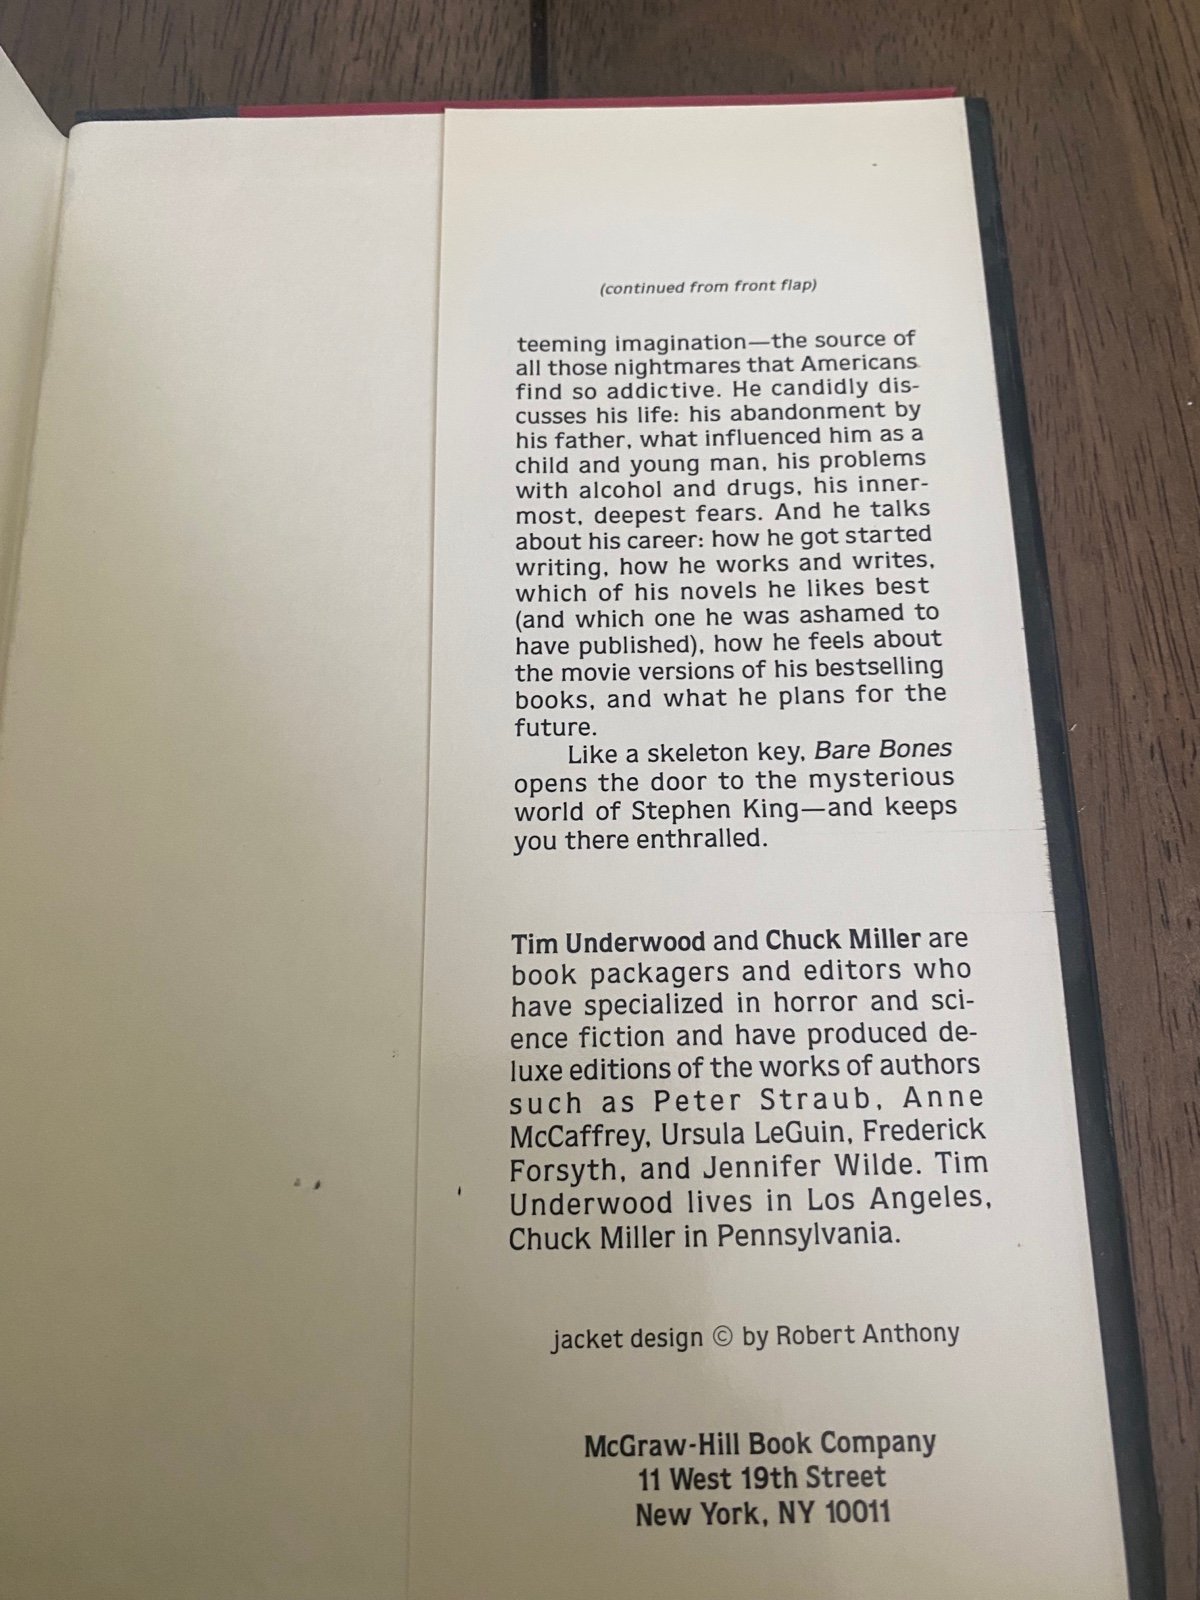 (continued from front flap)
teeming imagination—the source of
all those nightmares that Americans
find so addictive. He candidly dis-
cusses his life: his abandonment by
his father, what influenced him as a
child and young man, his problems
with alcohol and drugs, his inner-
most, deepest fears. And he talks
about his career: how he got started
writing, how he works and writes,
which of his novels he likes best
(and which one he was ashamed to
have published), how he feels about
the movie versions of his bestselling
books, and what he plans for the
future.
Like a skeleton key, Bare Bones
opens the door to the mysterious
world of Stephen King—and keeps
you there enthralled.
Tim Underwood and Chuck Miller are
book packagers and editors who
have specialized in horror and sci-
ence fiction and have produced de-
luxe editions of the works of authors
such as Peter Straub, Anne
McCaffrey, Ursula LeGuin, Frederick
Forsyth, and Jennifer Wilde. Tim
Underwood lives in Los Angeles,
Chuck Miller in Pennsylvania.
jacket design © by Robert Anthony
McGraw-Hill Book Company
11 West 19th Street
New York, NY 10011